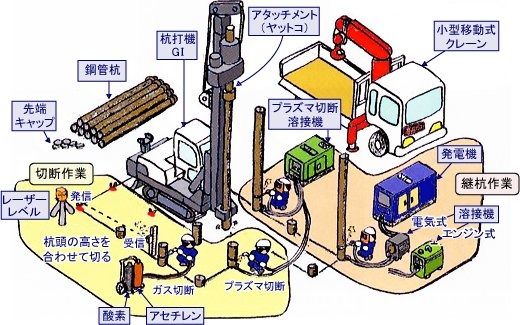 アタッチメント
(ヤットコ)
杭打機
GI
小型移動式
クレーン
鋼管杭
先端
キャップ
プラズマ切断
溶接機
発電機
切断作業
継杭作業
レーザー
レベル
発信
受信
杭頭の高さを
合わせて切る
ガス切断
プラズマ切断
電気式
溶接機
エンジン式
酸素
アセチレン